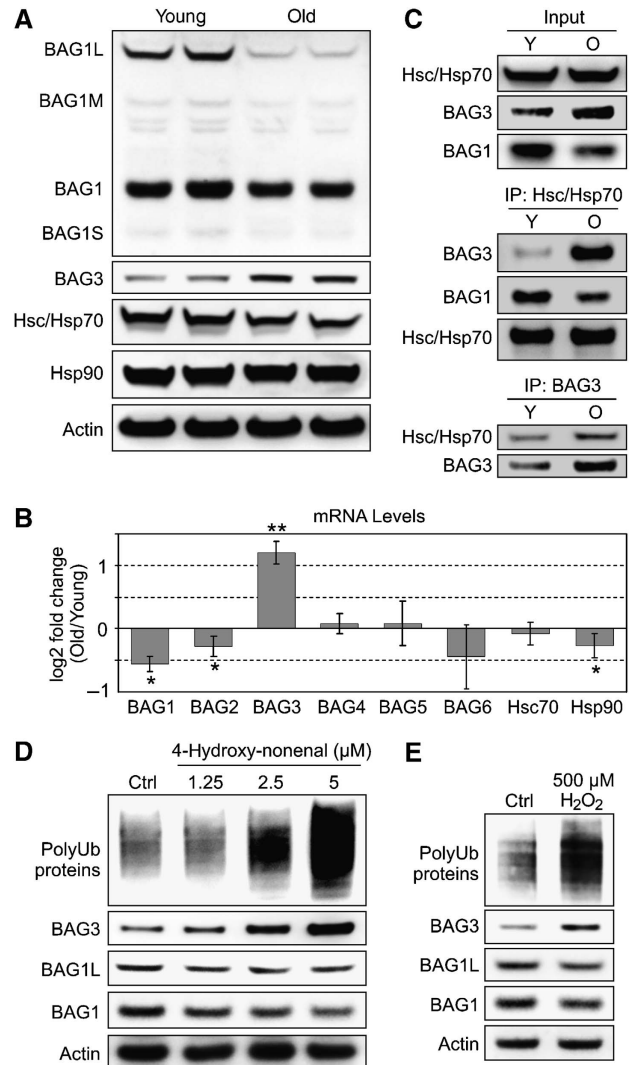 A
Young Old
BAG1L
BAG1M
BAG1
BAG1S
BAG3
Hsc/Hsp70
Hsp90
Actin
C
Input
Y O
Hsc/Hsp70
BAG3
BAG1
IP: Hsc/Hsp70
Y O
BAG3
BAG1
Hsc/Hsp70
IP: BAG3
Y O
Hsc/Hsp70
BAG3
B
mRNA Levels
log2 fold change
(Old/Young)
1
0
−1
**
*
*
*
BAG1 BAG2 BAG3 BAG4 BAG5 BAG6 Hsc70 Hsp90
D
4-Hydroxy-nonenal (µM)
Ctrl 1.25 2.5 5
PolyUb
proteins
BAG3
BAG1L
BAG1
Actin
E
500 µM
Ctrl H₂O₂
PolyUb
proteins
BAG3
BAG1L
BAG1
Actin